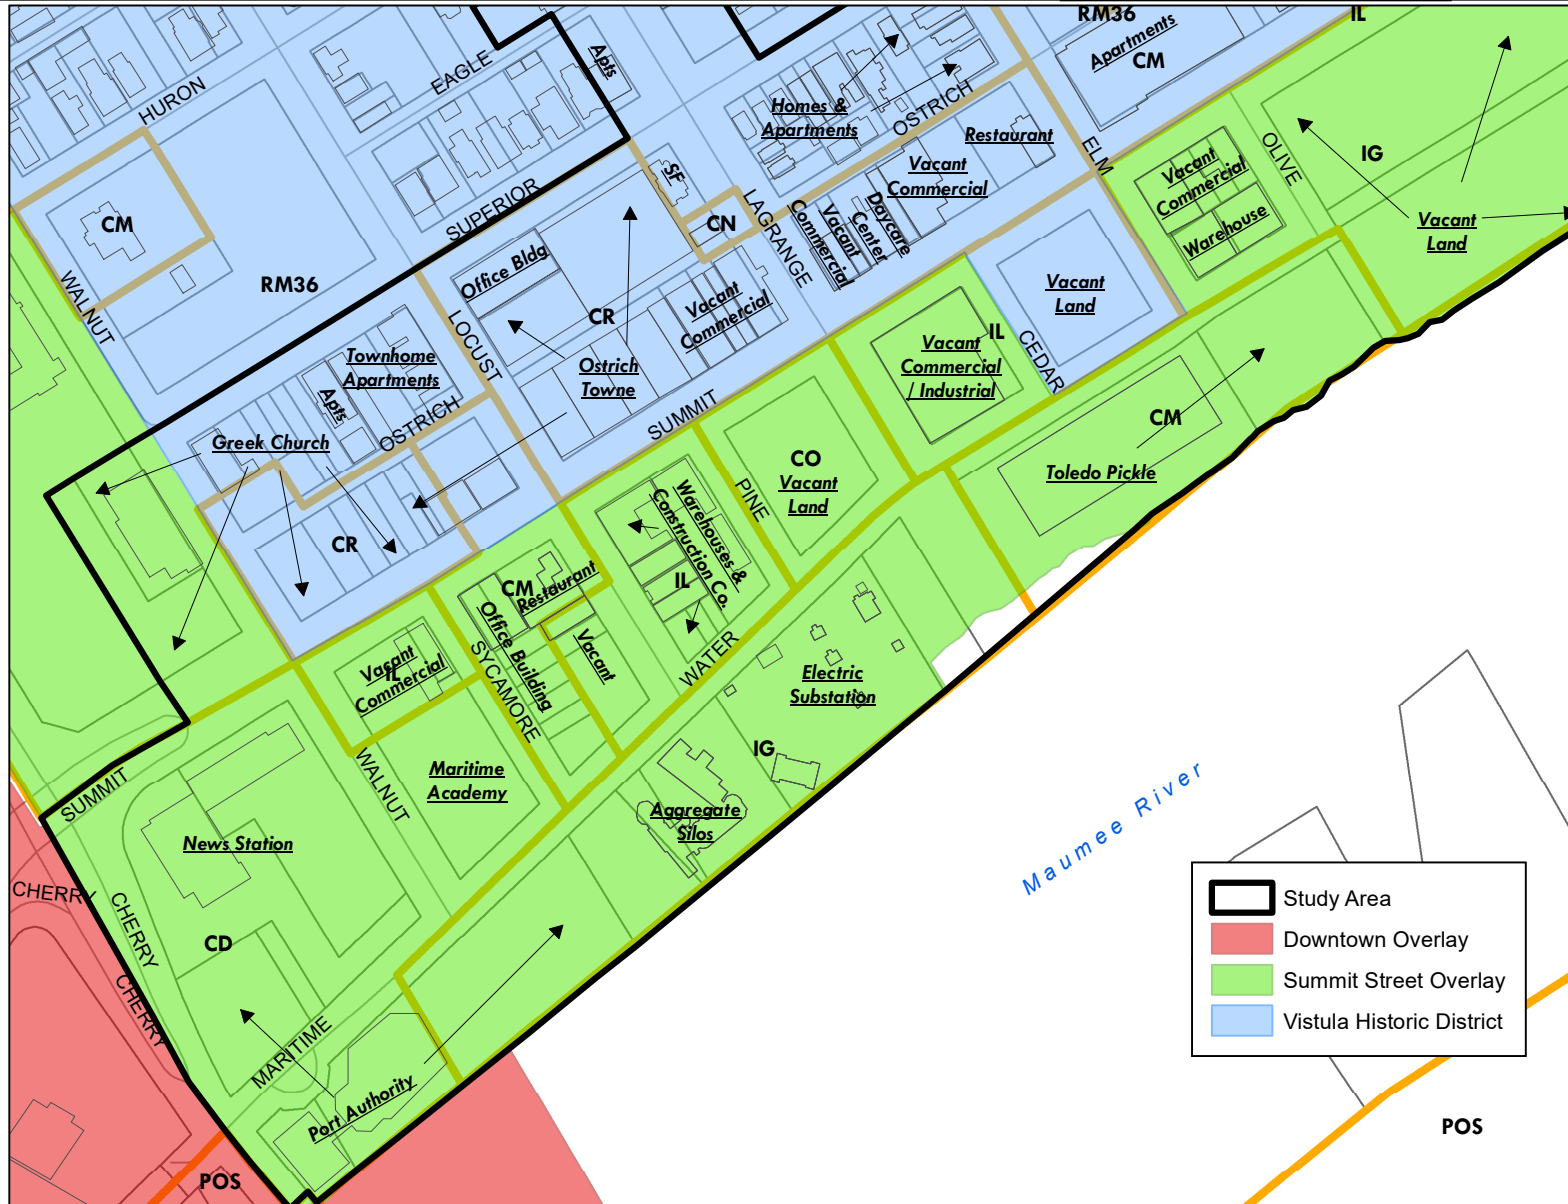 RM36
IL
Apartments
CM
EAGLE
Apts
HURON
Homes &
Apartments
OSTRICH
Restaurant
ELM
OLIVE
IG
Vacant
Commercial
Warehouse
Vacant
Land
SF
Vacant
Commercial
CM
SUPERIOR
CN
LAGRANGE
Vacant
Commercial
Daycare
Center
WALNUT
RM36
Office Bldg
LOCUST
CR
Vacant
Commercial
Vacant
Land
CEDAR
IL
Vacant
Commercial
/ Industrial
Townhome
Apartments
Apts
Ostrich
Towne
SUMMIT
OSTRICH
Greek Church
CM
Toledo Pickle
CO
Vacant
Land
PINE
Warehouses &
Construction Co.
IL
CR
CM
Restaurant
Office Building
Vacant
WATER
SYCAMORE
Vacant
Commercial
IL
Electric
Substation
IG
WALNUT
Maritime
Academy
Aggregate
Silos
SUMMIT
News Station
CHERRY
CHERRY
CHERRY
CD
MARITIME
Port Authority
POS
Maumee River
Study Area
Downtown Overlay
Summit Street Overlay
Vistula Historic District
POS